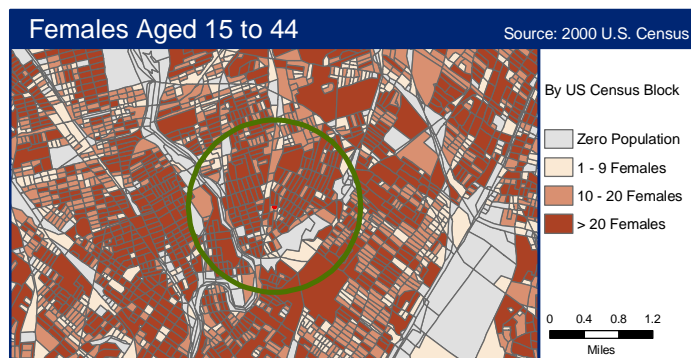 Females Aged 15 to 44
Source: 2000 U.S. Census
By US Census Block
Zero Population
1 - 9 Females
10 - 20 Females
> 20 Females
0 0.4 0.8 1.2
Miles